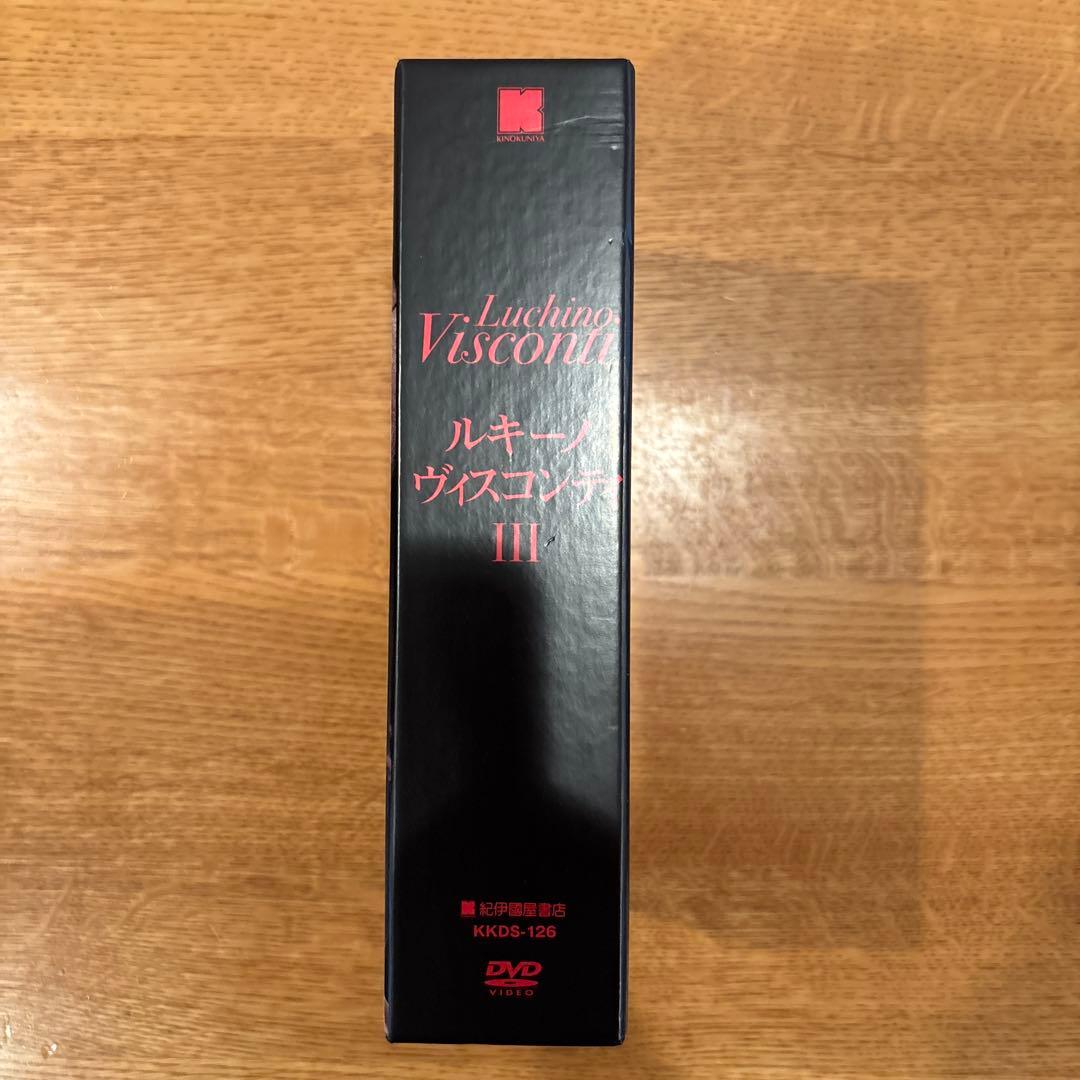 K
KINOKUNIYA
Luchino
Visconti
ルキーノ
ヴィスコンティ
III
紀伊國屋書店
KKDS-126
DVD
VIDEO